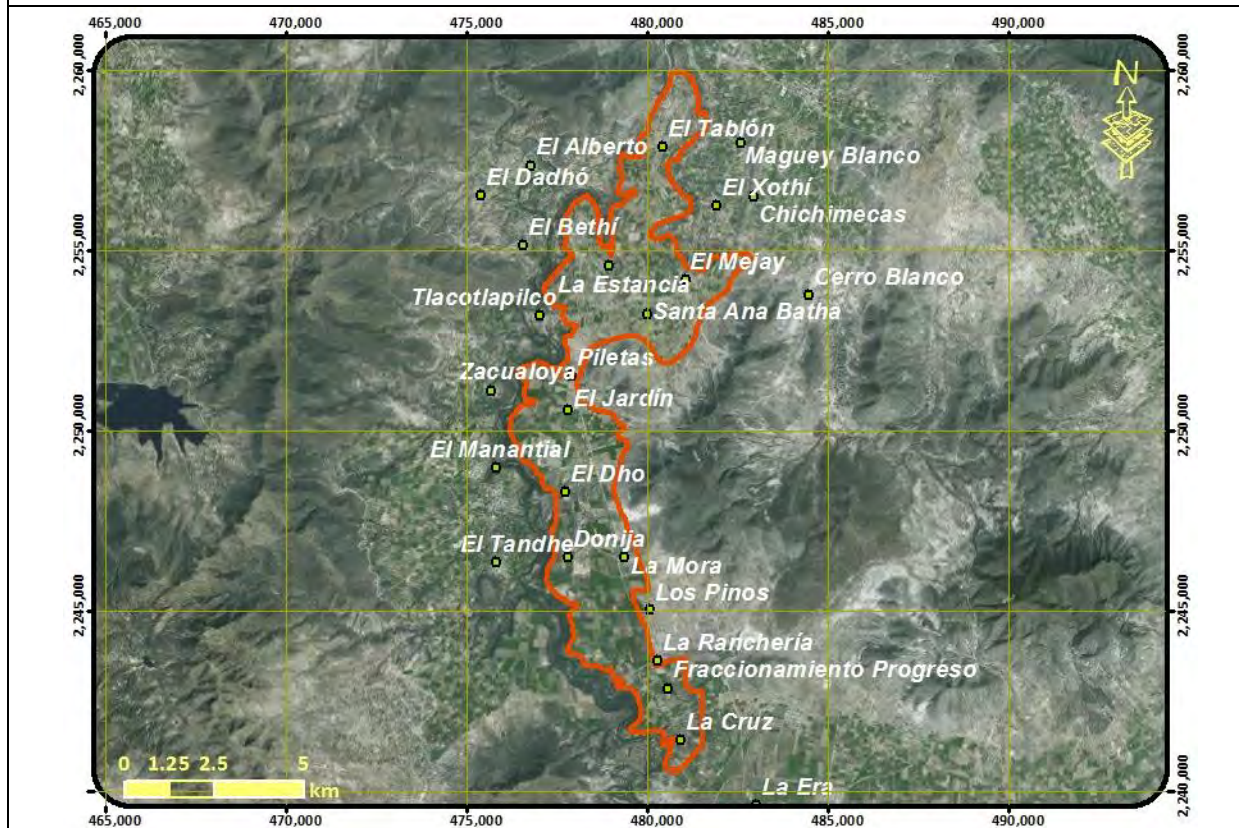 465,000 470,000 475,000 480,000 485,000 490,000
2,260,000 2,260,000
N
El Tablón
El Alberto
Maguey Blanco
El Dadhó
El Xothí
Chichimecas
El Bethí
2,255,000 2,255,000
El Mejay
Cerro Blanco
La Estancia
Tlacotlapilco
Santa Ana Batha
Piletas
Zacualoya
El Jardín
2,250,000 2,250,000
El Manantial
El Dho
El Tandhe
Donija
La Mora
Los Pinos
2,245,000 2,245,000
La Ranchería
Fraccionamiento Progreso
La Cruz
0 1.25 2.5 5
km
La Era
2,240,000 2,240,000
465,000 470,000 475,000 480,000 485,000 490,000